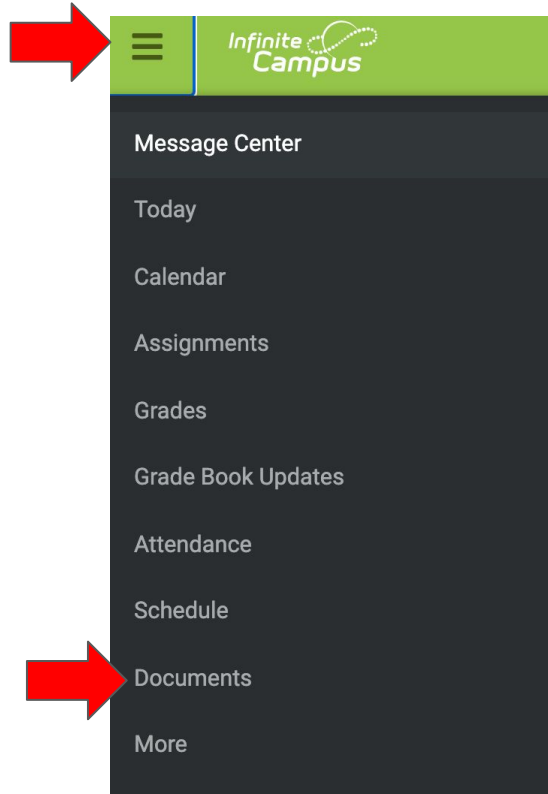 Infinite
Campus
Message Center
Today
Calendar
Assignments
Grades
Grade Book Updates
Attendance
Schedule
Documents
More